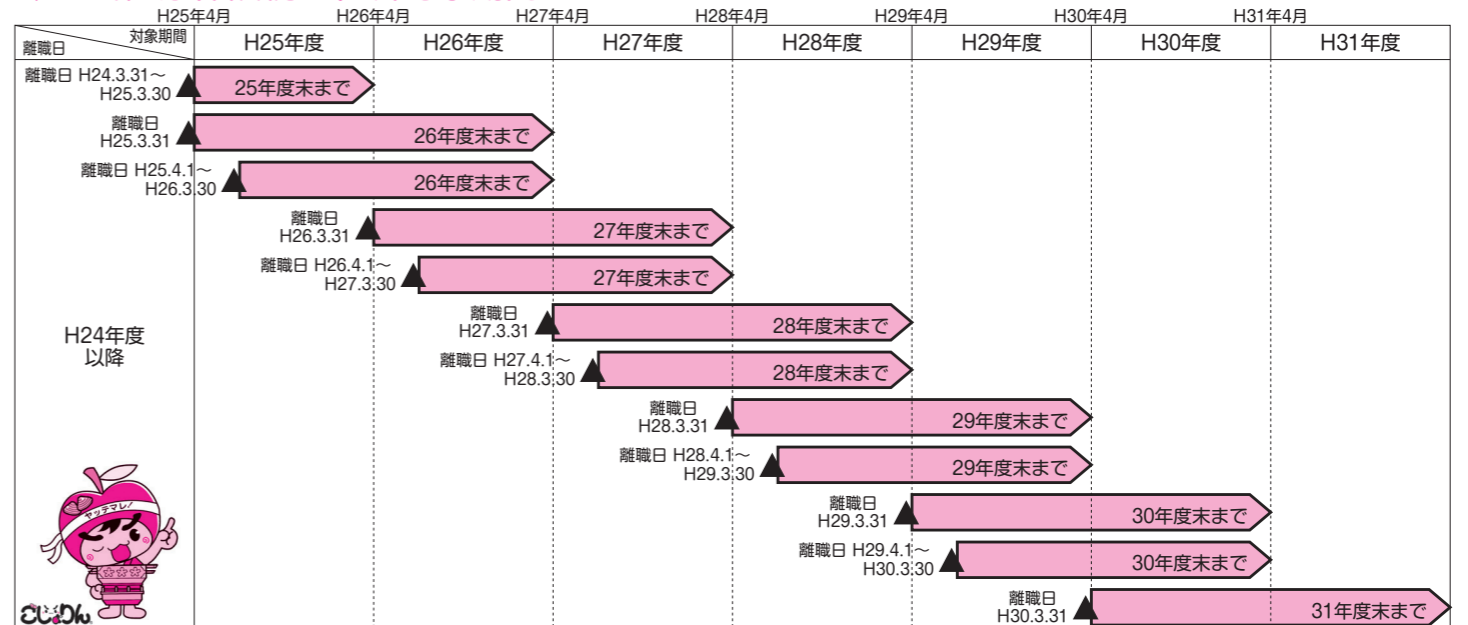 H25年4月 H26年4月 H27年4月 H28年4月 H29年4月 H30年4月 H31年4月
対象期間
離職日
H25年度 H26年度 H27年度 H28年度 H29年度 H30年度 H31年度
離職日 H24.3.31～
H25.3.30
25年度末まで
離職日
H25.3.31
26年度末まで
離職日 H25.4.1～
H26.3.30
26年度末まで
離職日
H26.3.31
27年度末まで
離職日 H26.4.1～
H27.3.30
27年度末まで
離職日
H27.3.31
28年度末まで
H24年度
以降
離職日 H27.4.1～
H28.3.30
28年度末まで
離職日
H28.3.31
29年度末まで
離職日 H28.4.1～
H29.3.30
29年度末まで
離職日
H29.3.31
30年度末まで
離職日 H29.4.1～
H30.3.30
30年度末まで
離職日
H30.3.31
31年度末まで
ヤッテマレ!